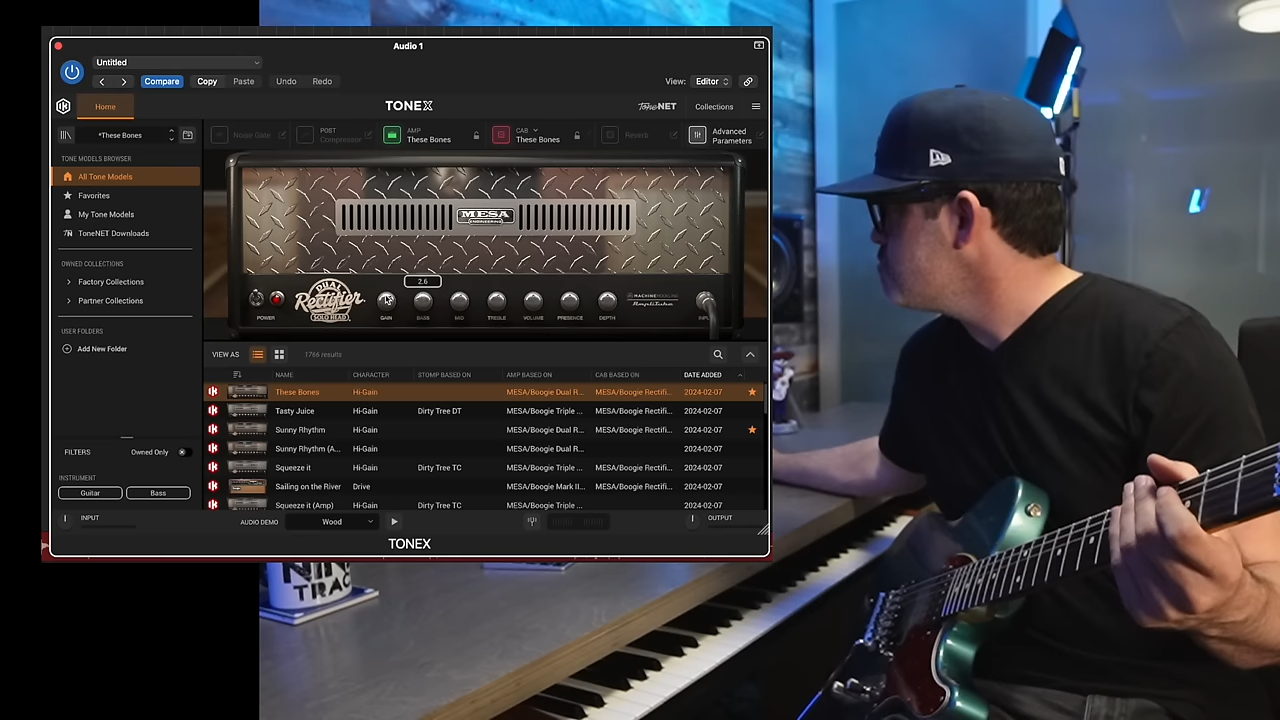 Audio 1
Untitled
Compare Copy Paste Undo Redo View: Editor
Home TONEX ToneNET Collections
*These Bones Noise Gate POST Compressor AMP These Bones CAB These Bones Reverb Advanced Parameters
TONE MODELS BROWSER
All Tone Models
Favorites
My Tone Models
ToneNET Downloads
OWNED COLLECTIONS
Factory Collections
Partner Collections
USER FOLDERS
Add New Folder
FILTERS Owned Only
INSTRUMENT
Guitar Bass
MESA
ENGINEERING
2.6
DUAL
Rectifier
SOLO HEAD
POWER GAIN BASS MID TREBLE VOLUME PRESENCE DEPTH
AmpliTube
VIEW AS 1766 results
NAME CHARACTER STOMP BASED ON AMP BASED ON CAB BASED ON DATE ADDED
These Bones Hi-Gain MESA/Boogie Dual R... MESA/Boogie Rectifi... 2024-02-07
Tasty Juice Hi-Gain Dirty Tree DT MESA/Boogie Triple ... MESA/Boogie Rectifi... 2024-02-07
Sunny Rhythm Hi-Gain MESA/Boogie Dual R... MESA/Boogie Rectifi... 2024-02-07
Sunny Rhythm (A... Hi-Gain MESA/Boogie Dual R... 2024-02-07
Squeeze it Hi-Gain Dirty Tree TC MESA/Boogie Triple ... MESA/Boogie Rectifi... 2024-02-07
Sailing on the River Drive MESA/Boogie Mark II... MESA/Boogie Rectifi... 2024-02-07
Squeeze it (Amp) Hi-Gain Dirty Tree TC MESA/Boogie Triple ... 2024-02-07
INPUT AUDIO DEMO Wood OUTPUT
TONEX
NIN
TRAC